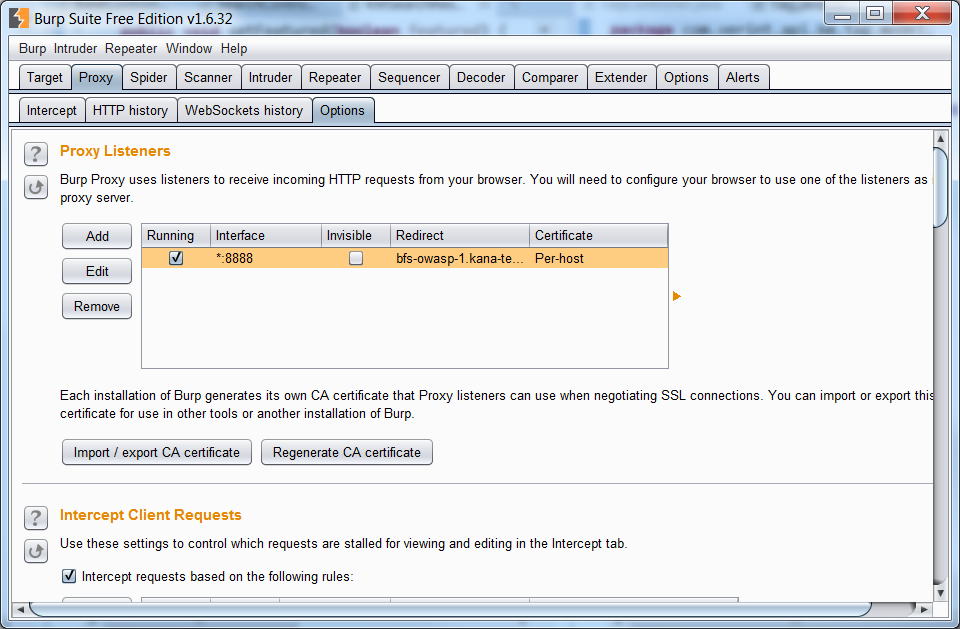 Burp Suite Free Edition v1.6.32
Burp Intruder Repeater Window Help
Target Proxy Spider Scanner Intruder Repeater Sequencer Decoder Comparer Extender Options Alerts
Intercept HTTP history WebSockets history Options
? Proxy Listeners
Burp Proxy uses listeners to receive incoming HTTP requests from your browser. You will need to configure your browser to use one of the listeners as
proxy server.
Add
Edit
Remove
Running Interface Invisible Redirect Certificate
*:8888 bfs-owasp-1.kana-te... Per-host
Each installation of Burp generates its own CA certificate that Proxy listeners can use when negotiating SSL connections. You can import or export this
certificate for use in other tools or another installation of Burp.
Import / export CA certificate Regenerate CA certificate
? Intercept Client Requests
Use these settings to control which requests are stalled for viewing and editing in the Intercept tab.
Intercept requests based on the following rules: